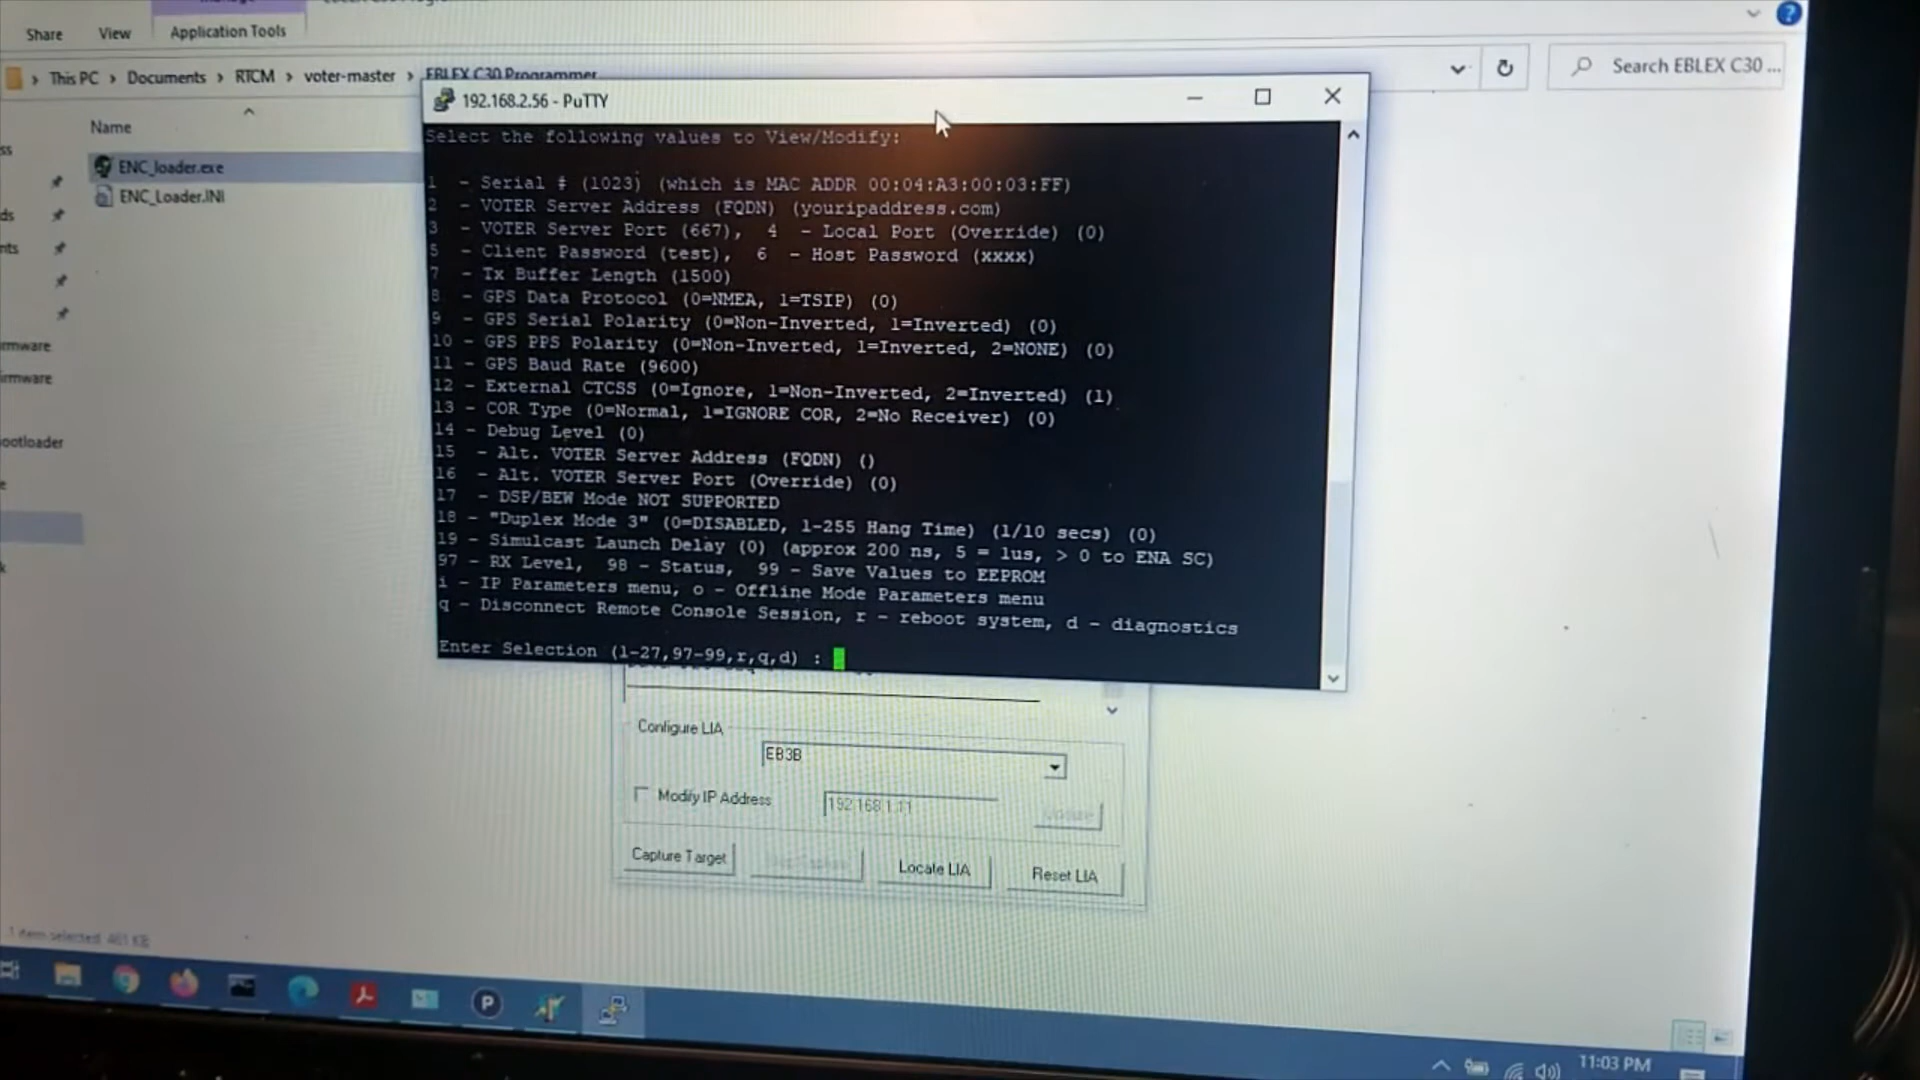 Share
View
Application Tools
This PC
Documents
RTCM
voter-master
EBLEX C30 Programmer
Search EBLEX C30 ...
Name
ENC_loader.exe
ENC_Loader.INI
192.168.2.56 - PuTTY
Select the following values to View/Modify:
1 - Serial # (1023) (which is MAC ADDR 00:04:A3:00:03:FF)
2 - VOTER Server Address (FQDN) (youripaddress.com)
3 - VOTER Server Port (667), 4 - Local Port (Override) (0)
5 - Client Password (test), 6 - Host Password (xxxx)
7 - Tx Buffer Length (1500)
8 - GPS Data Protocol (0=NMEA, 1=TSIP) (0)
9 - GPS Serial Polarity (0=Non-Inverted, 1=Inverted) (0)
10 - GPS PPS Polarity (0=Non-Inverted, 1=Inverted, 2=NONE) (0)
11 - GPS Baud Rate (9600)
12 - External CTCSS (0=Ignore, 1=Non-Inverted, 2=Inverted) (1)
13 - COR Type (0=Normal, 1=IGNORE COR, 2=No Receiver) (0)
14 - Debug Level (0)
15 - Alt. VOTER Server Address (FQDN) ()
16 - Alt. VOTER Server Port (Override) (0)
17 - DSP/BEW Mode NOT SUPPORTED
18 - "Duplex Mode 3" (0=DISABLED, 1-255 Hang Time) (1/10 secs) (0)
19 - Simulcast Launch Delay (0) (approx 200 ns, 5 = 1us, > 0 to ENA SC)
97 - RX Level, 98 - Status, 99 - Save Values to EEPROM
i - IP Parameters menu, o - Offline Mode Parameters menu
q - Disconnect Remote Console Session, r - reboot system, d - diagnostics
Enter Selection (1-27,97-99,r,q,d) :
Configure LIA
EB3B
Modify IP Address
192.168.1.11
Update
Capture Target
Locate LIA
Reset LIA
1 item selected 461 KB
11:03 PM